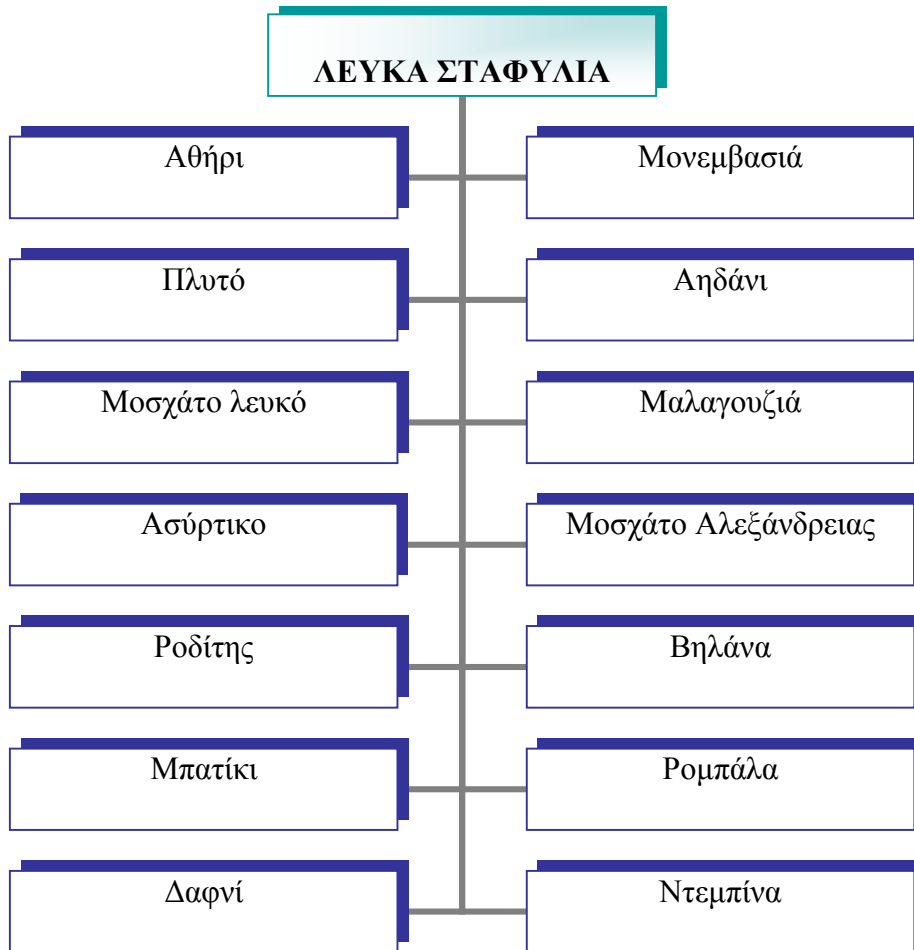 ΛΕΥΚΑ ΣΤΑΦΥΛΙΑ
Αθήρι
Μονεμβασιά
Πλυτό
Αηδάνι
Μοσχάτο λευκό
Μαλαγουζιά
Ασύρτικο
Μοσχάτο Αλεξάνδρειας
Ροδίτης
Βηλάνα
Μπατίκι
Ρομπάλα
Δαφνί
Ντεμπίνα